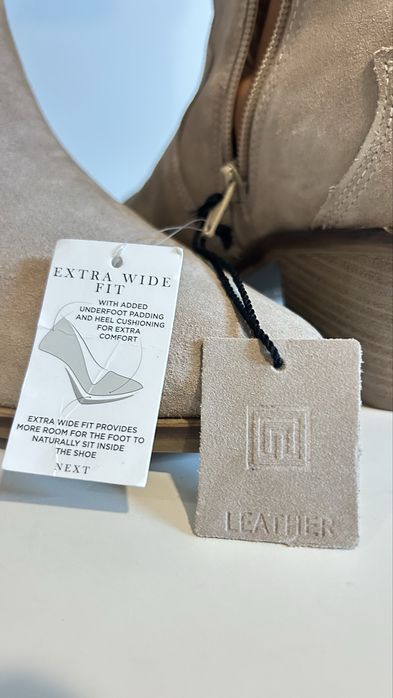 EXTRA WIDE
FIT
WITH ADDED
UNDERFOOT PADDING
AND HEEL CUSHIONING
FOR EXTRA
COMFORT
EXTRA WIDE FIT PROVIDES
MORE ROOM FOR THE FOOT TO
NATURALLY SIT INSIDE
THE SHOE
NEXT
LEATHER